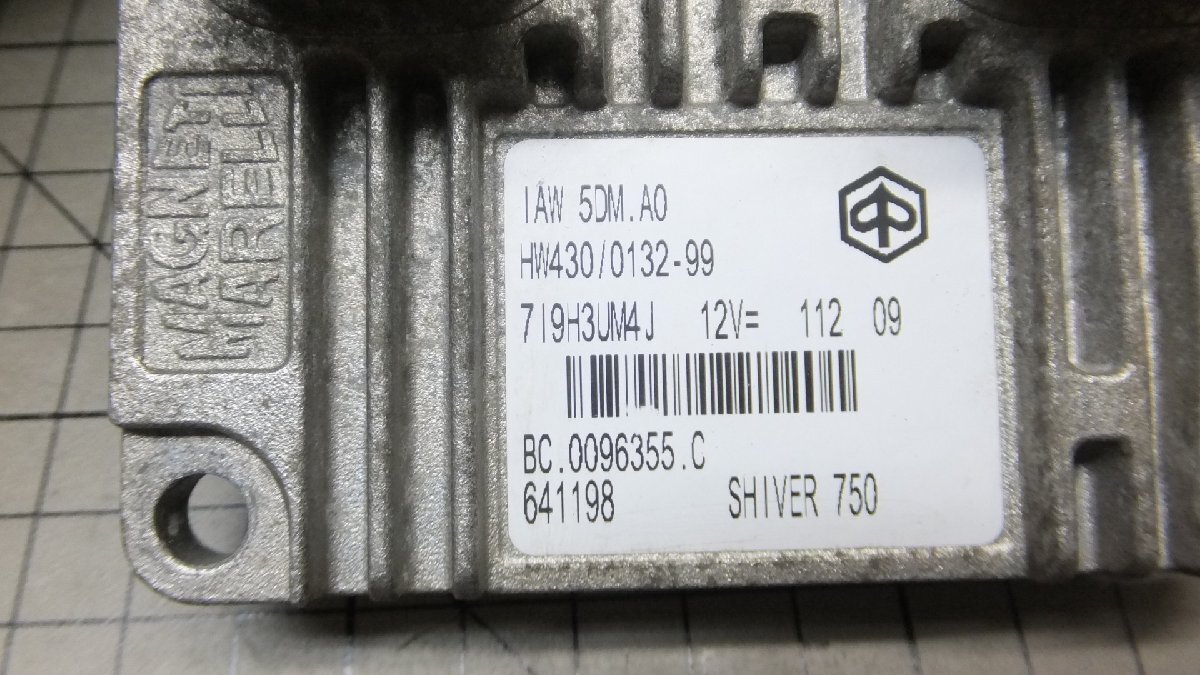 MAGNETI
MARELLI
IAW 5DM.A0
HW430/0132-99
7I9H3UM4J 12V= 112 09
BC.0096355.C
641198 SHIVER 750